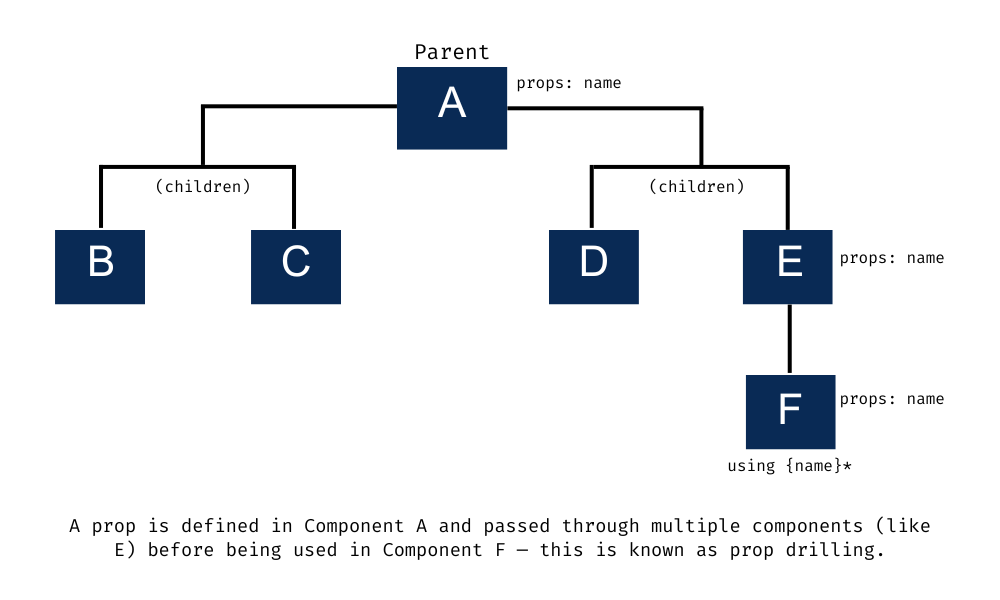 Parent
A
props: name
(children)
(children)
B
C
D
E
props: name
F
props: name
using {name}*
A prop is defined in Component A and passed through multiple components (like
E) before being used in Component F – this is known as prop drilling.